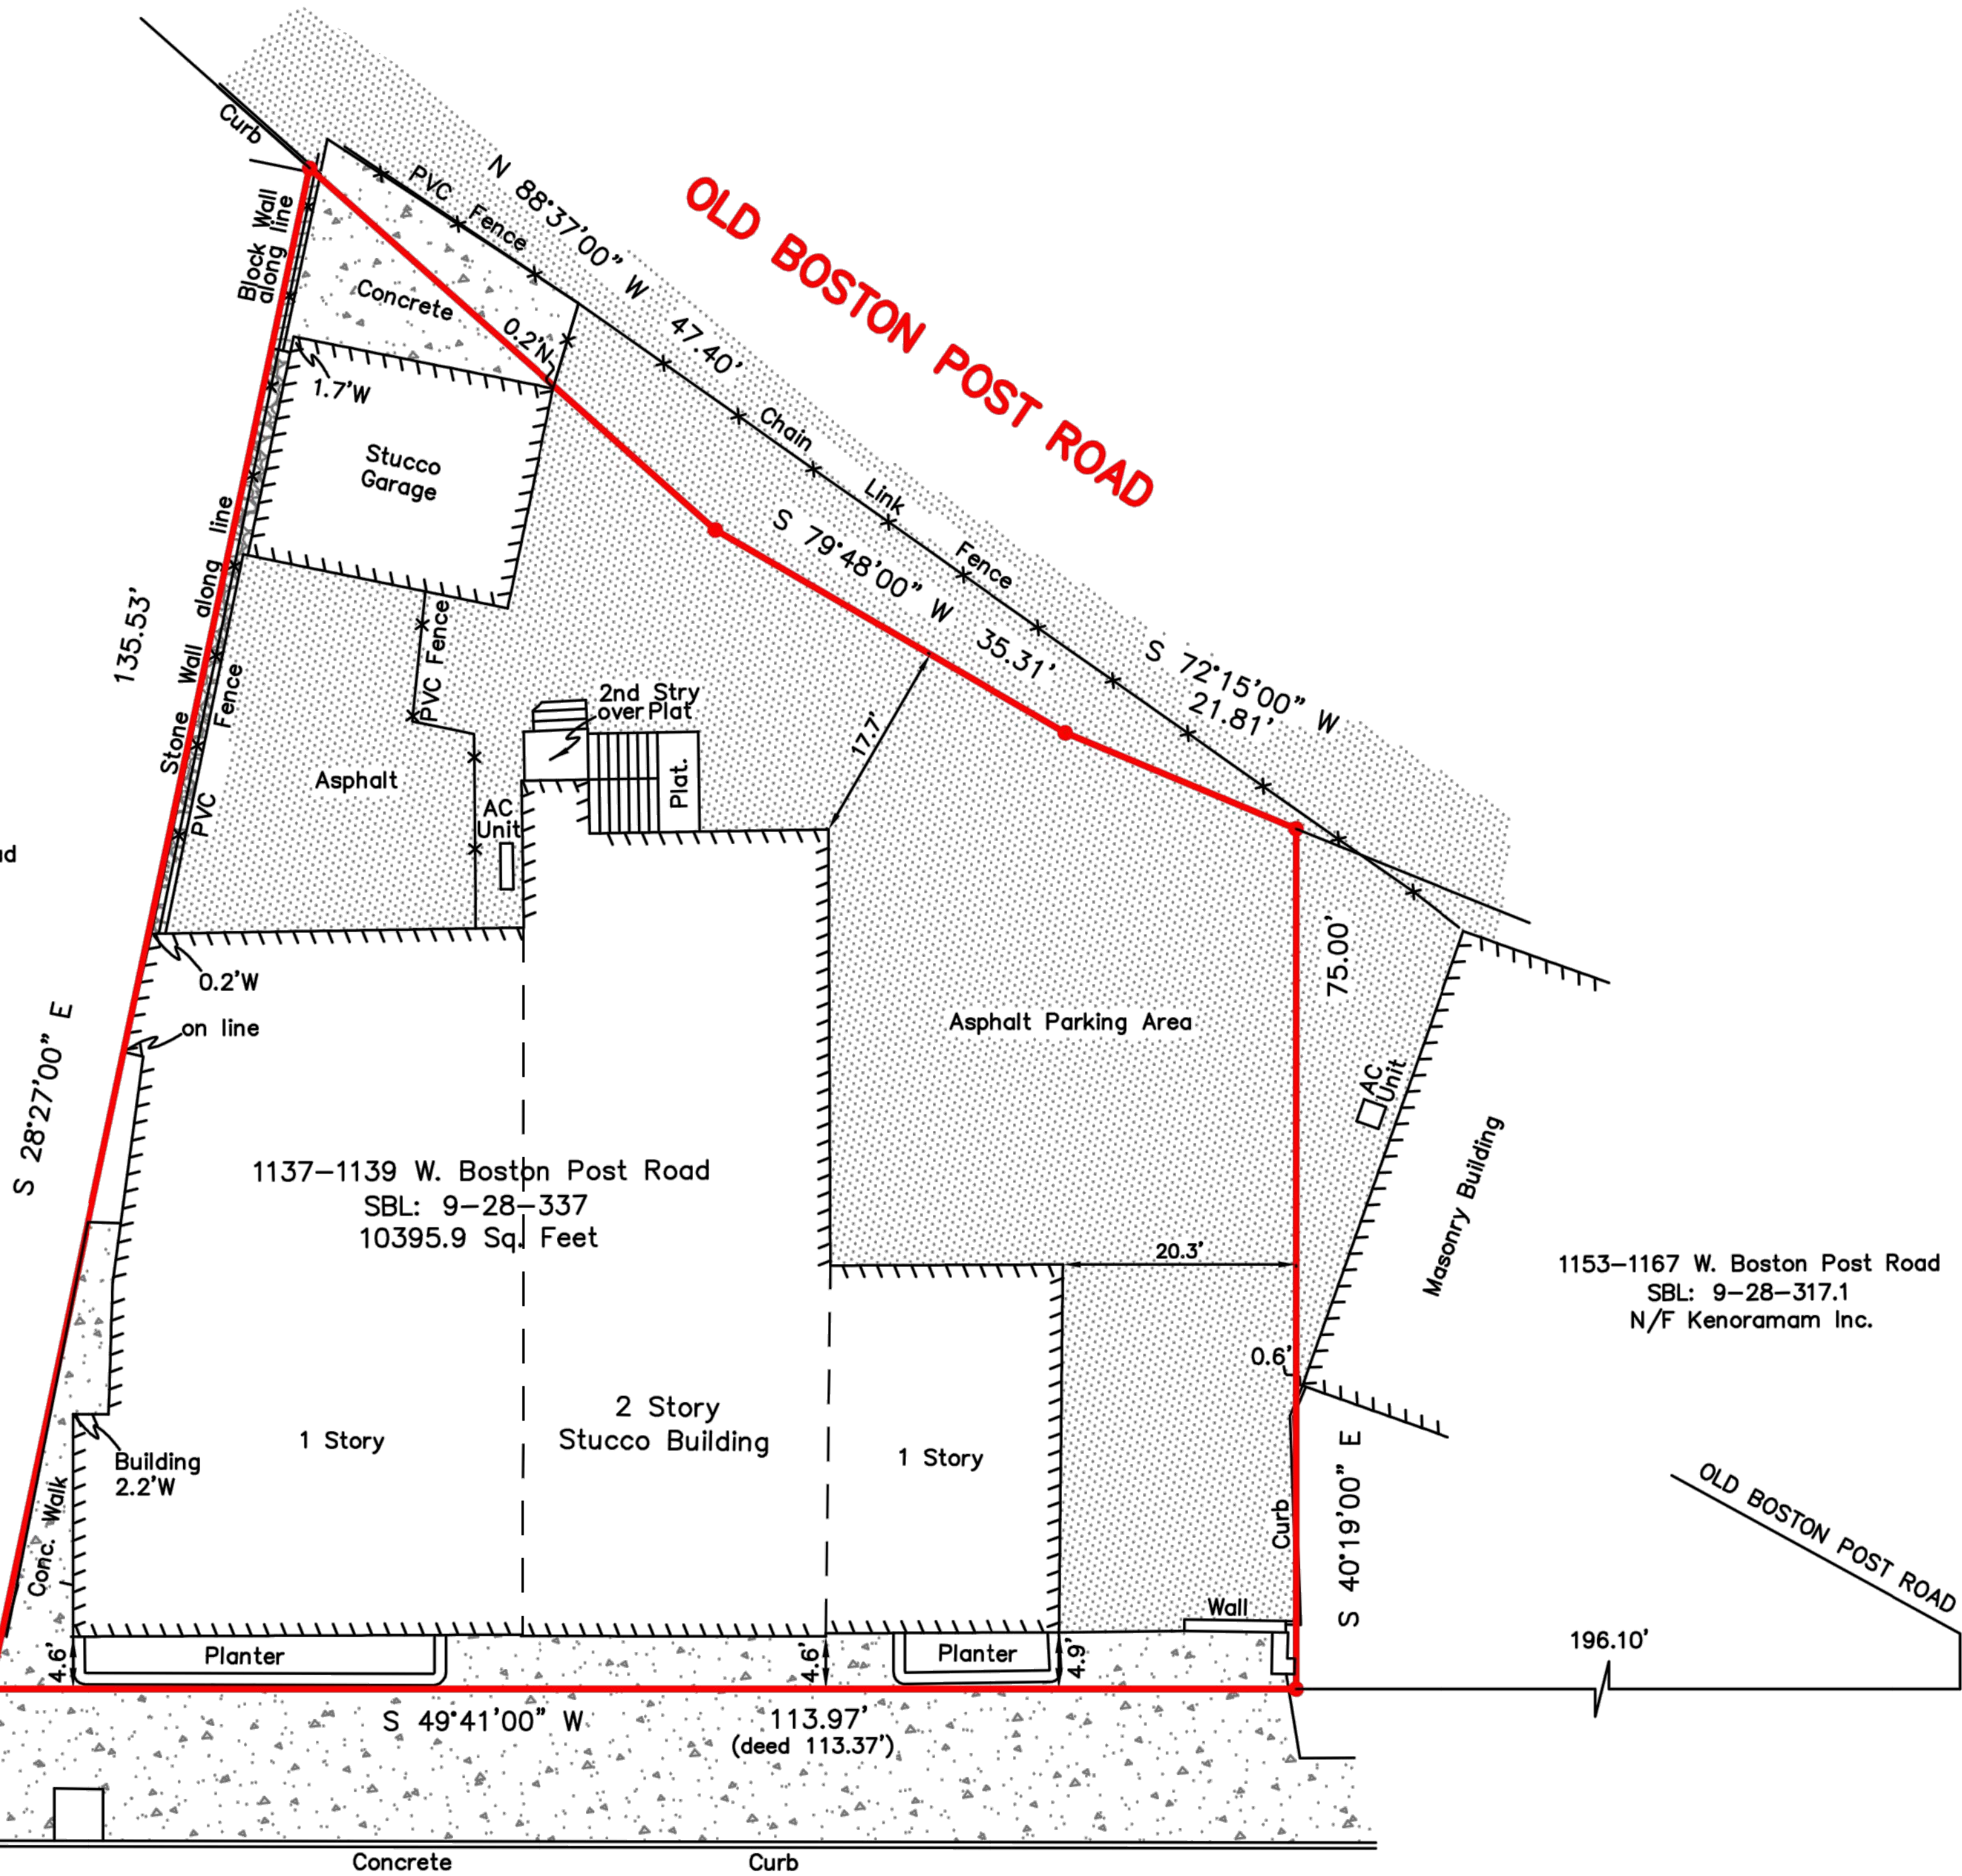 Curb
PVC
Fence
N 88°37'00" W
47.40'
OLD BOSTON POST ROAD
Block Wall
along line
Concrete
0.2'N
1.7'W
Chain
Link
Fence
Stucco
Garage
S 79°48'00" W
35.31'
S 72°15'00" W
21.81'
135.53'
Stone Wall along line
PVC Fence
PVC Fence
2nd Stry
over Plat
17.7'
Plat.
Asphalt
AC
Unit
75.00'
0.2'W
on line
Asphalt Parking Area
S 28°27'00" E
AC
Unit
Masonry Building
1137-1139 W. Boston Post Road
SBL: 9-28-337
10395.9 Sq. Feet
20.3'
1153-1167 W. Boston Post Road
SBL: 9-28-317.1
N/F Kenoramam Inc.
0.6'
2 Story
Stucco Building
1 Story
1 Story
Building
2.2'W
Conc. Walk
Curb
S 40°19'00" E
OLD BOSTON POST ROAD
Wall
4.6'
Planter
4.6'
Planter
4.9'
196.10'
S 49°41'00" W
113.97'
(deed 113.37')
Concrete Curb